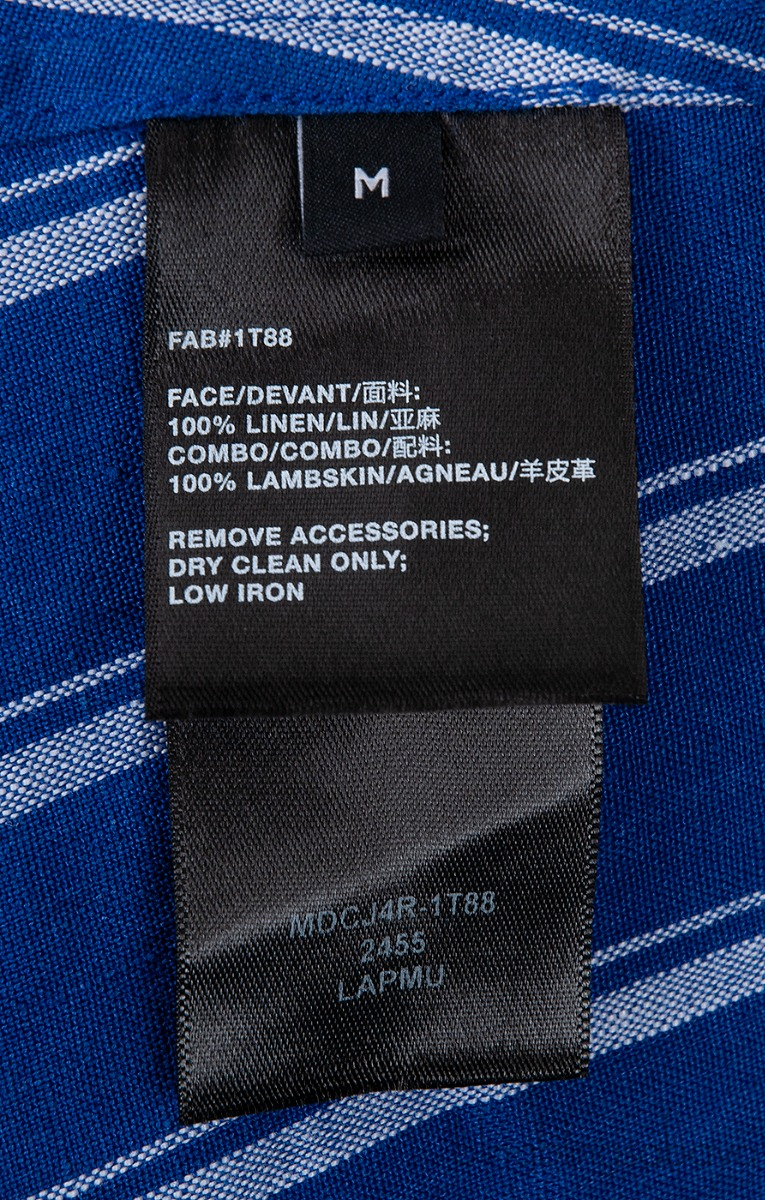 M
FAB#1T88
FACE/DEVANT/面料:
100% LINEN/LIN/亚麻
COMBO/COMBO/配料:
100% LAMBSKIN/AGNEAU/羊皮革
REMOVE ACCESSORIES;
DRY CLEAN ONLY;
LOW IRON
MDCJ4R-1T88
2455
LAPMU